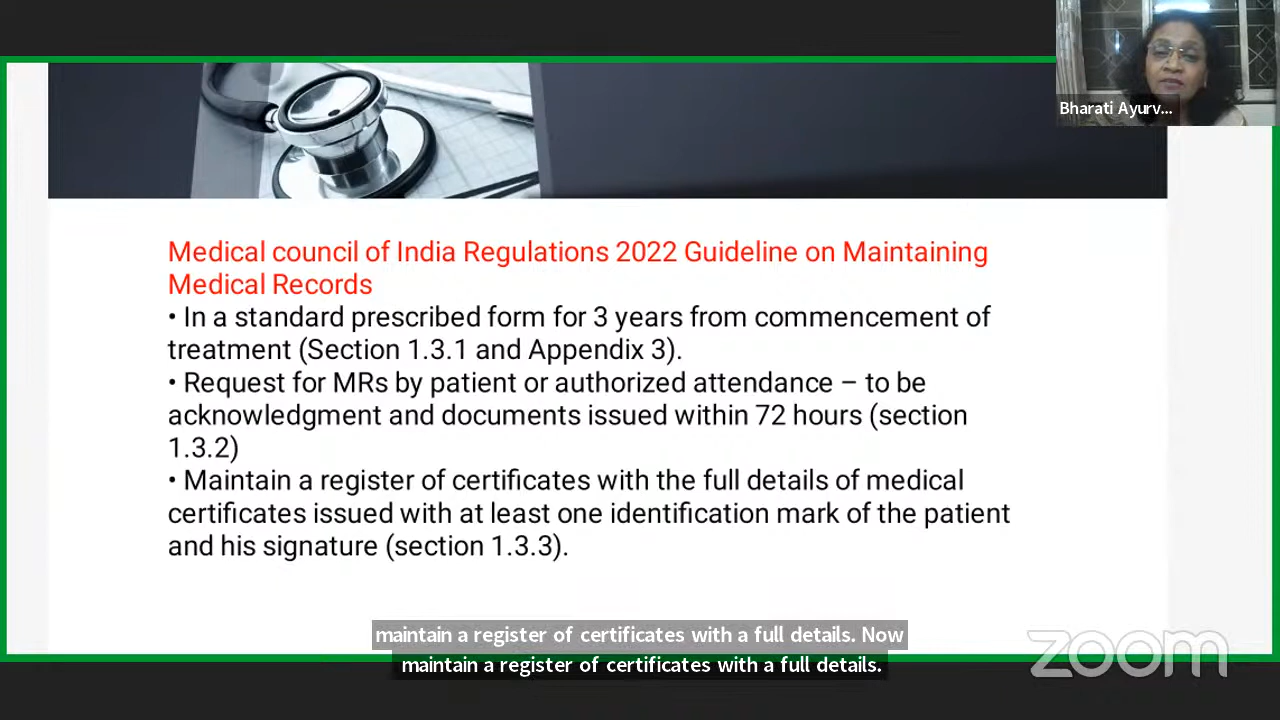 Bharati Ayurv...
Medical council of India Regulations 2022 Guideline on Maintaining
Medical Records
• In a standard prescribed form for 3 years from commencement of
treatment (Section 1.3.1 and Appendix 3).
• Request for MRs by patient or authorized attendance – to be
acknowledgment and documents issued within 72 hours (section
1.3.2)
• Maintain a register of certificates with the full details of medical
certificates issued with at least one identification mark of the patient
and his signature (section 1.3.3).
maintain a register of certificates with a full details. Now
maintain a register of certificates with a full details.
zoom